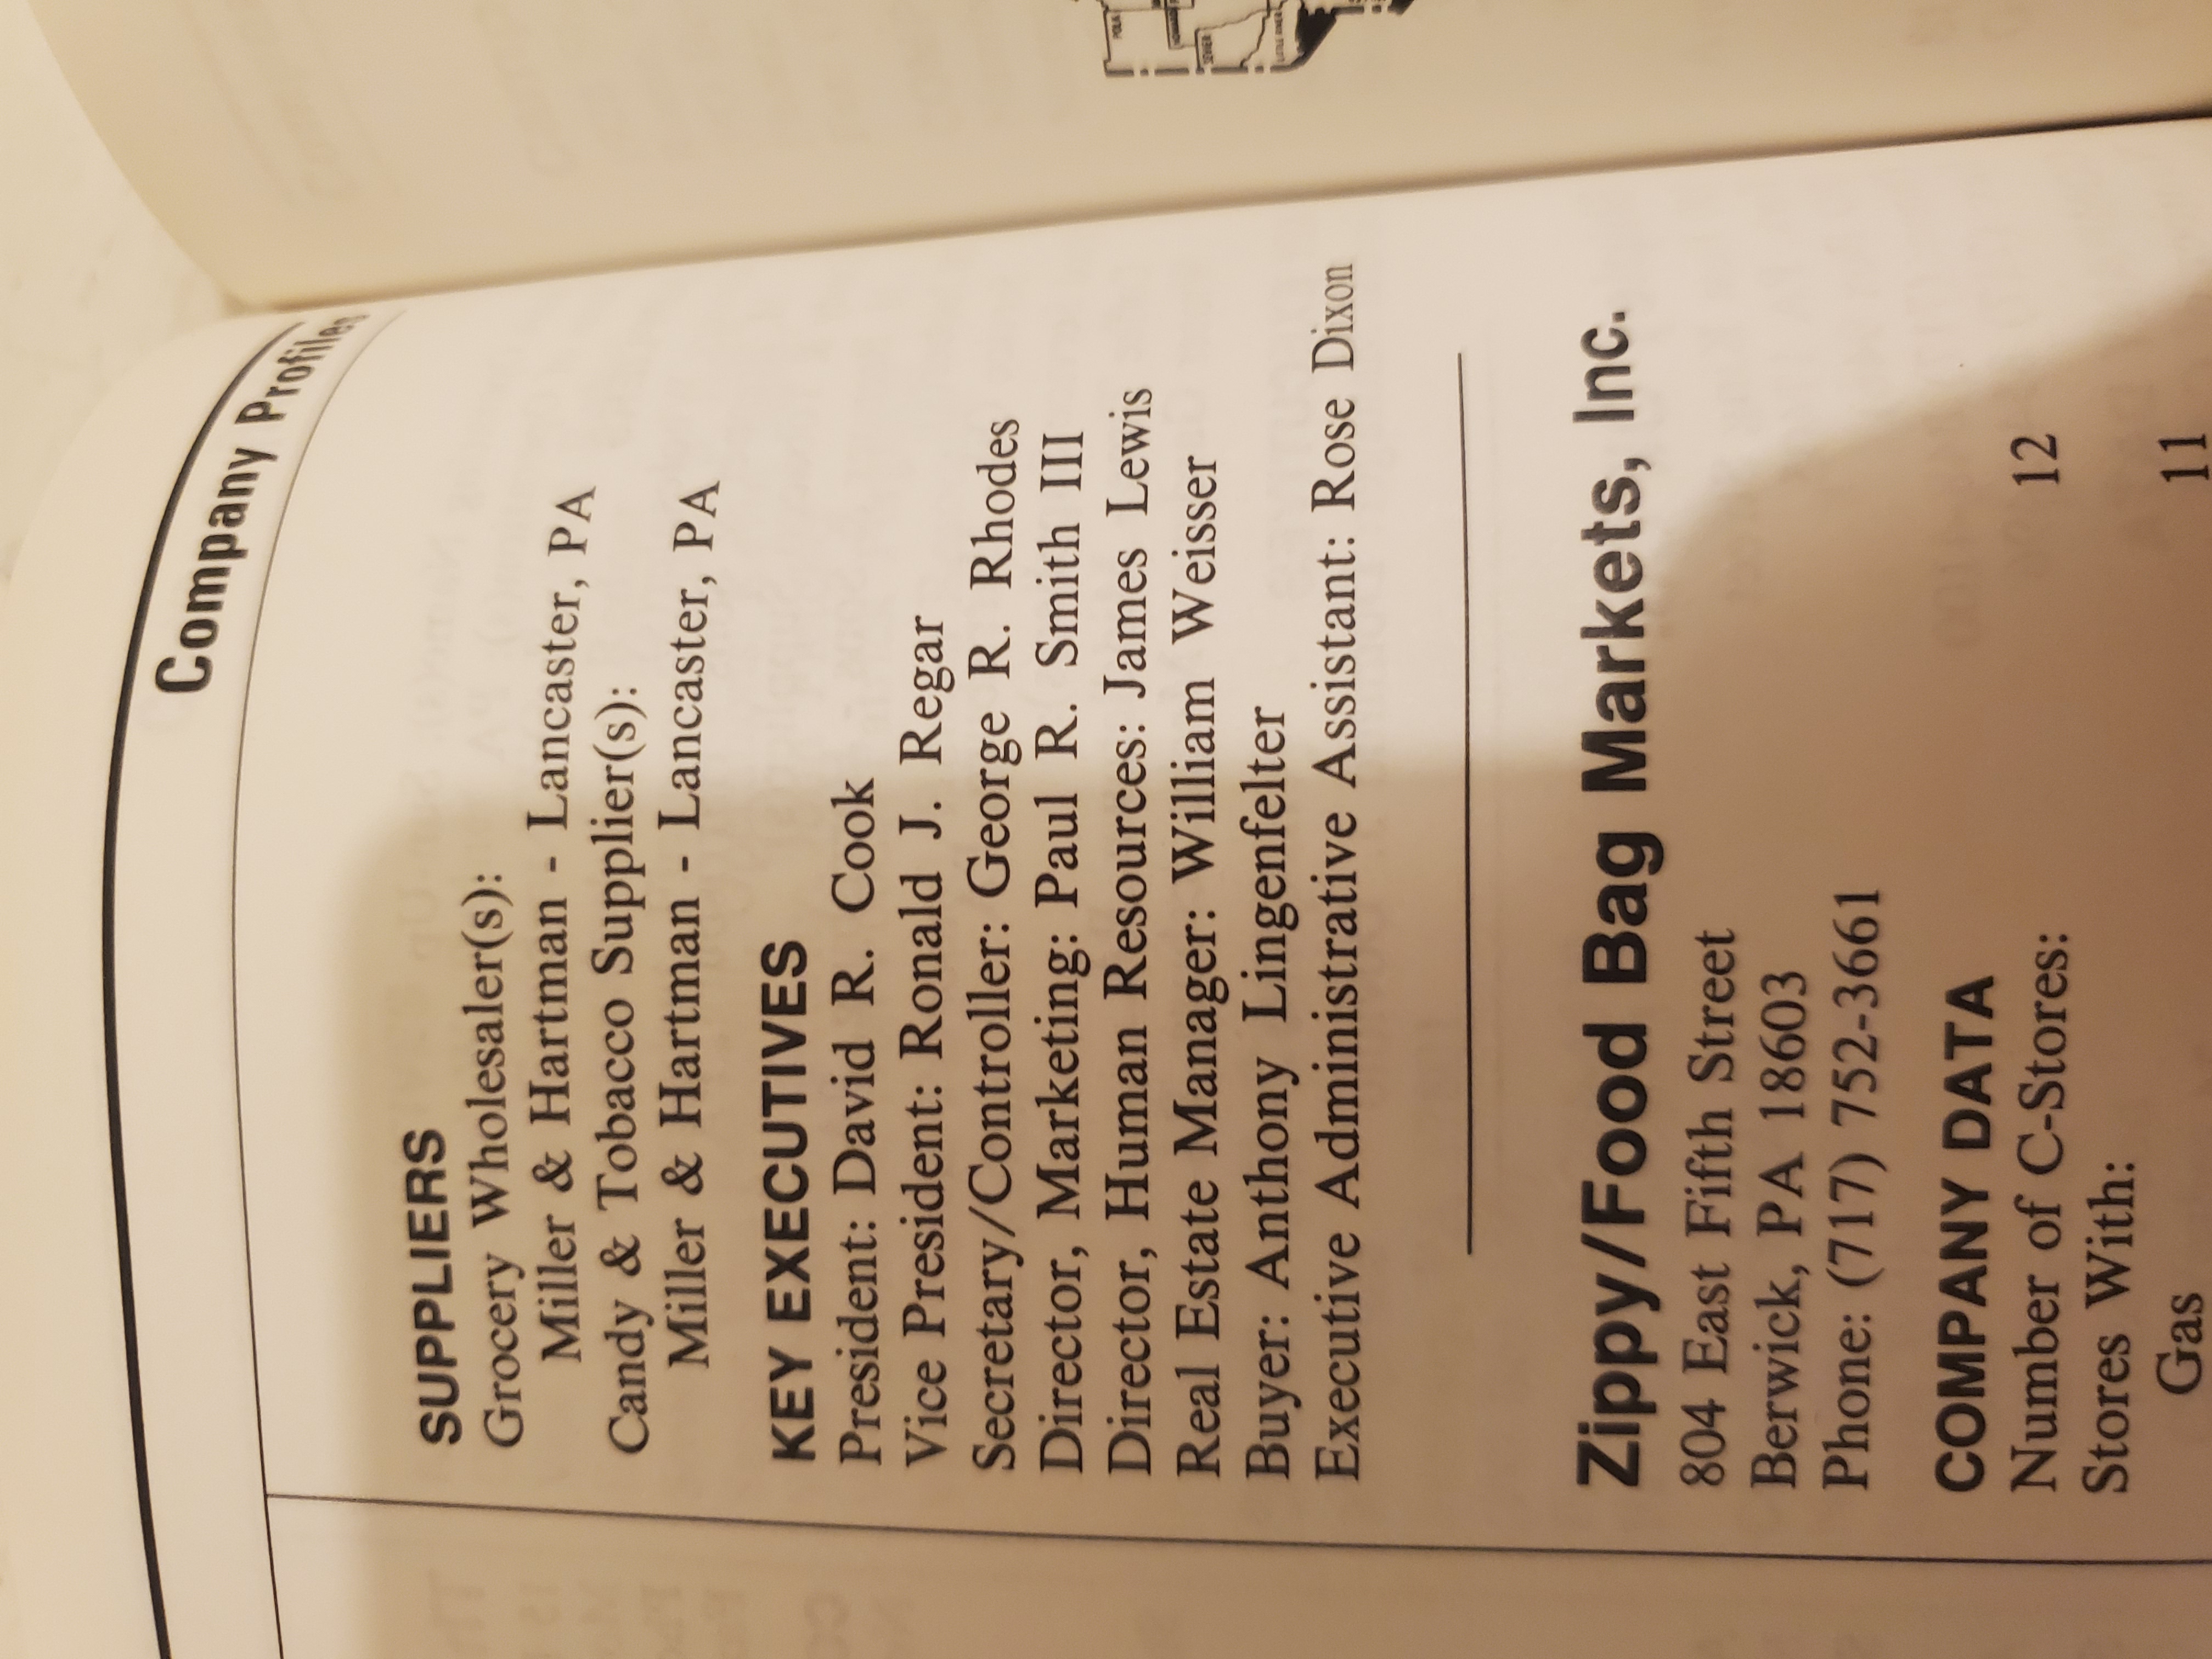 Company Profiles
SUPPLIERS
Grocery Wholesaler(s):
Miller & Hartman - Lancaster, PA
Candy & Tobacco Supplier(s):
Miller & Hartman - Lancaster, PA
KEY EXECUTIVES
President: David R. Cook
Vice President: Ronald J. Regar
Secretary/Controller: George R. Rhodes
Director, Marketing: Paul R. Smith III
Director, Human Resources: James Lewis
Real Estate Manager: William Weisser
Buyer: Anthony Lingenfelter
Executive Administrative Assistant: Rose Dixon
Zippy/Food Bag Markets, Inc.
804 East Fifth Street
Berwick, PA 18603
Phone: (717) 752-3661
COMPANY DATA
Number of C-Stores: 12
Stores With:
Gas 11
POLK
SEVIER